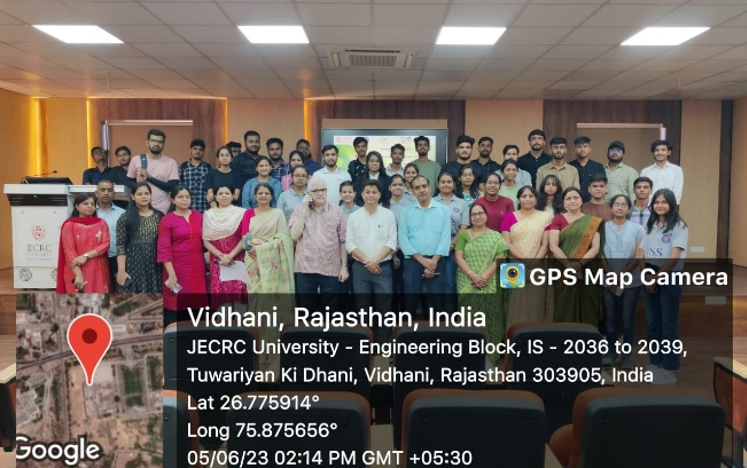 JECRC
GPS Map Camera
Vidhani, Rajasthan, India
JECRC University - Engineering Block, IS - 2036 to 2039,
Tuwariyan Ki Dhani, Vidhani, Rajasthan 303905, India
Lat 26.775914°
Long 75.875656°
05/06/23 02:14 PM GMT +05:30
Google